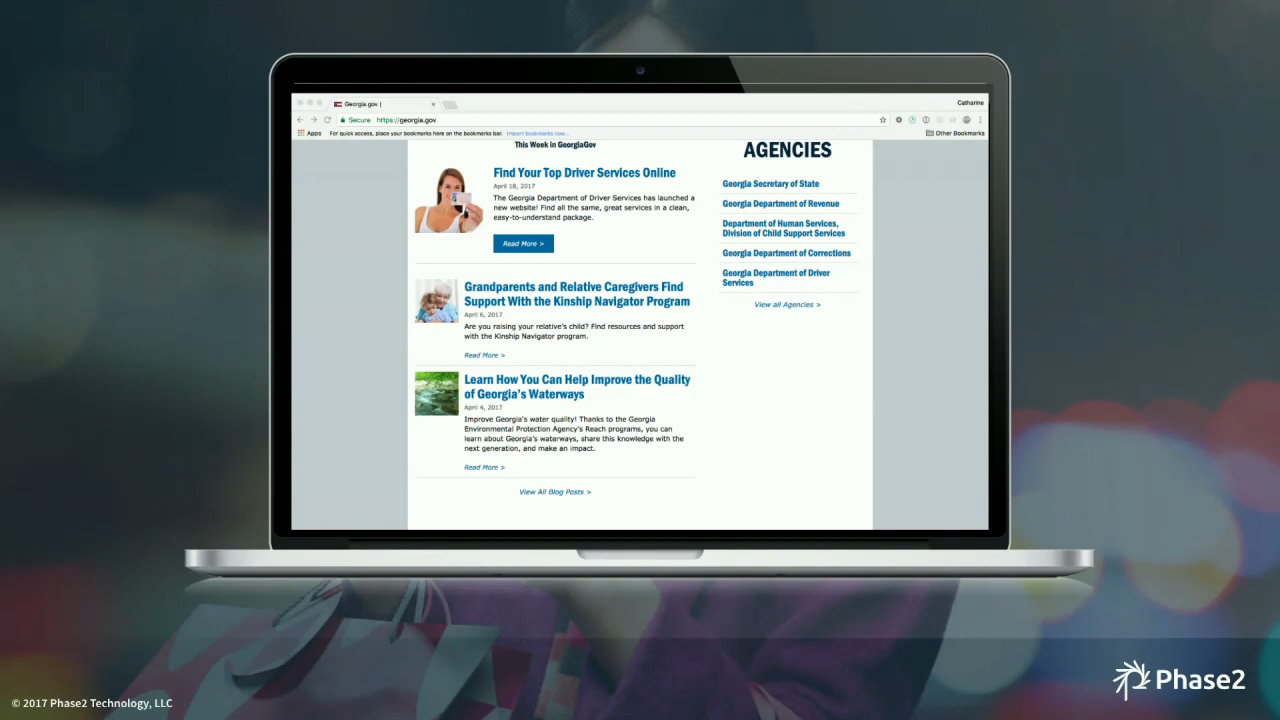 Georgia.gov |
Catharine
Secure https://georgia.gov
Apps For quick access, place your bookmarks here on the bookmarks bar. Import bookmarks now...
Other Bookmarks
This Week in GeorgiaGov
Find Your Top Driver Services Online
April 18, 2017
The Georgia Department of Driver Services has launched a
new website! Find all the same, great services in a clean,
easy-to-understand package.
Read More >
Grandparents and Relative Caregivers Find
Support With the Kinship Navigator Program
April 6, 2017
Are you raising your relative's child? Find resources and support
with the Kinship Navigator program.
Read More >
Learn How You Can Help Improve the Quality
of Georgia's Waterways
April 4, 2017
Improve Georgia's water quality! Thanks to the Georgia
Environmental Protection Agency's Reach programs, you can
learn about Georgia's waterways, share this knowledge with the
next generation, and make an impact.
Read More >
View All Blog Posts >
AGENCIES
Georgia Secretary of State
Georgia Department of Revenue
Department of Human Services,
Division of Child Support Services
Georgia Department of Corrections
Georgia Department of Driver
Services
View all Agencies >
© 2017 Phase2 Technology, LLC
Phase2